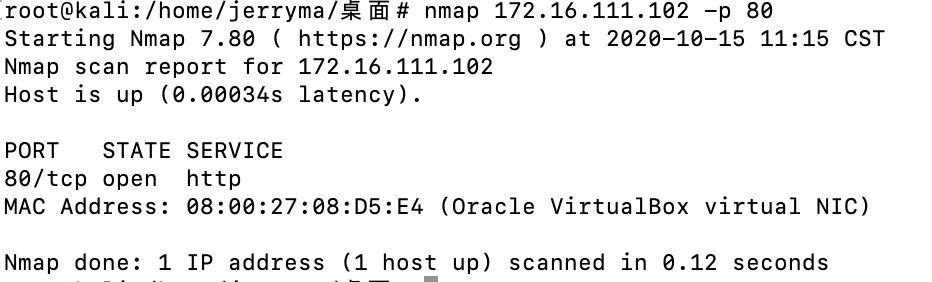 root@kali:/home/jerryma/桌面# nmap 172.16.111.102 -p 80
Starting Nmap 7.80 ( https://nmap.org ) at 2020-10-15 11:15 CST
Nmap scan report for 172.16.111.102
Host is up (0.00034s latency).
PORT   STATE SERVICE
80/tcp open  http
MAC Address: 08:00:27:08:D5:E4 (Oracle VirtualBox virtual NIC)
Nmap done: 1 IP address (1 host up) scanned in 0.12 seconds